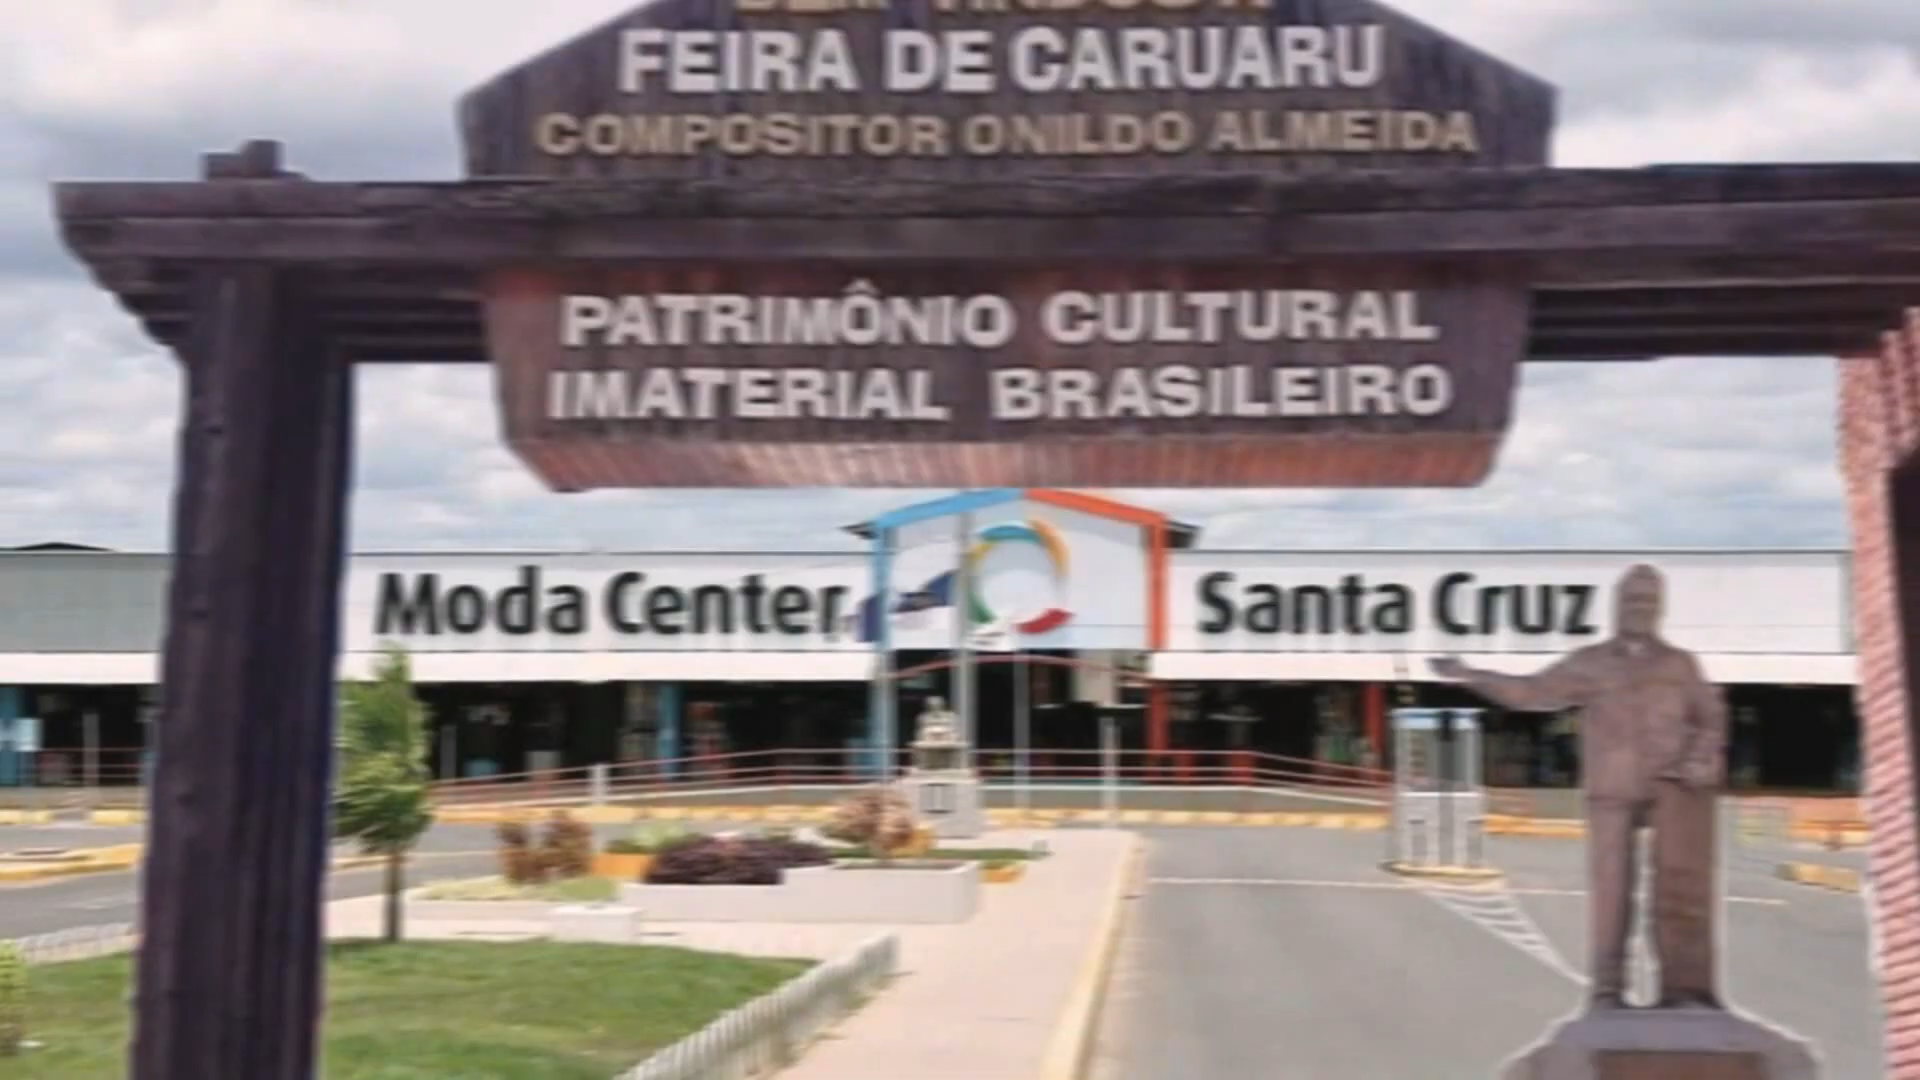 FEIRA DE CARUARU
COMPOSITOR ONILDO ALMEIDA
PATRIMÔNIO CULTURAL
IMATERIAL BRASILEIRO
Moda Center
Santa Cruz